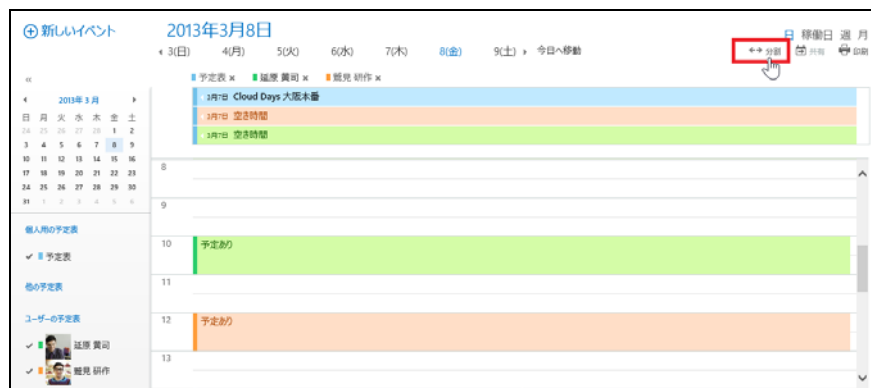 新しいイベント
2013年3月8日
日 稼働日 週 月
3(日) 4(月) 5(火) 6(水) 7(木) 8(金) 9(土) 今日へ移動
分割 共有 印刷
«
予定表 × 延原 黄司 × 鷲見 研作 ×
2013年 3月
日 月 火 水 木 金 土
24 25 26 27 28 1 2
3 4 5 6 7 8 9
10 11 12 13 14 15 16
17 18 19 20 21 22 23
24 25 26 27 28 29 30
31 1 2 3 4 5 6
3月7日 Cloud Days 大阪本番
3月7日 空き時間
3月7日 空き時間
8
9
10 予定あり
11
12 予定あり
13
個人用の予定表
予定表
他の予定表
ユーザーの予定表
延原 黄司
鷲見 研作